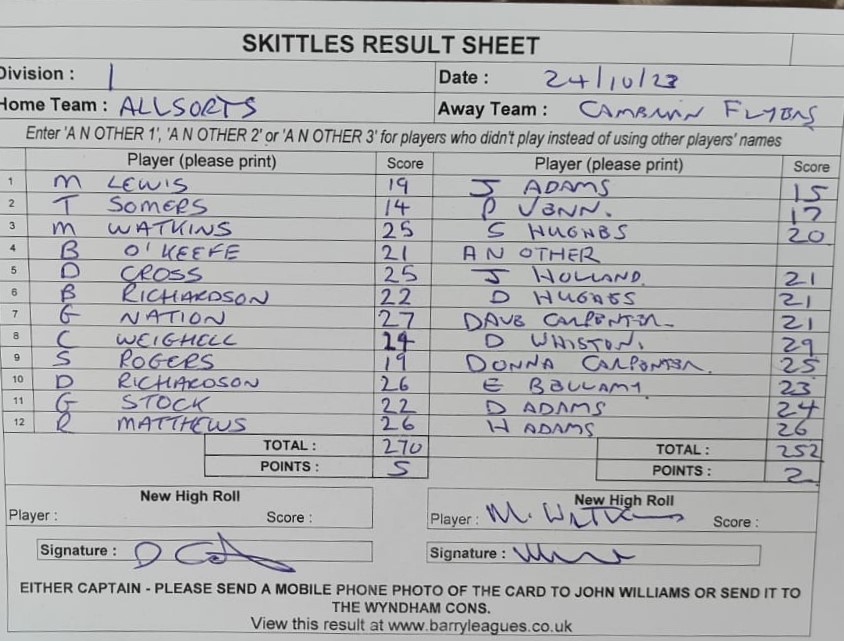 SKITTLES RESULT SHEET
Division : 1 Date : 24/10/23
Home Team : ALLSORTS Away Team : CAMBRIAN FLYERS
Enter 'A N OTHER 1', 'A N OTHER 2' or 'A N OTHER 3' for players who didn't play instead of using other players' names
Player (please print) Score Player (please print) Score
1 M LEWIS 19 J ADAMS 15
2 T SOMERS 14 P VENN. 17
3 M WATKINS 25 S HUGHES 20
4 B O'KEEFE 21 A N OTHER
5 D CROSS 25 J HOLLAND. 21
6 B RICHARDSON 22 D HUGHES 21
7 G NATION 27 DAVE CARPENTER 21
8 C WEIGHELL 24 D WHISTON. 29
9 S ROGERS 19 DONNA CARPENTER. 25
10 D RICHARDSON 26 E BELLAMY 23
11 G STOCK 22 D ADAMS 24
12 R MATTHEWS 26 H ADAMS 26
TOTAL : 270 TOTAL : 252
POINTS : 5 POINTS : 2
New High Roll New High Roll
Player : Score : Player : M. Score :
Signature : D Signature :
EITHER CAPTAIN - PLEASE SEND A MOBILE PHONE PHOTO OF THE CARD TO JOHN WILLIAMS OR SEND IT TO
THE WYNDHAM CONS.
View this result at www.barryleagues.co.uk